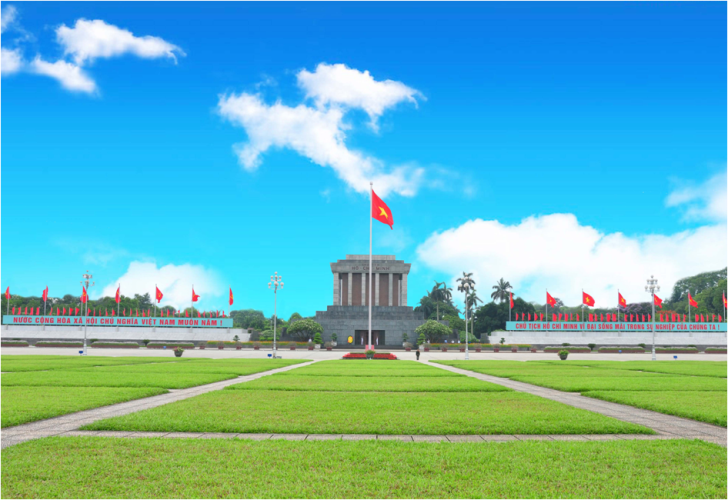 NƯỚC CỘNG HÒA XÃ HỘI CHỦ NGHĨA VIỆT NAM MUÔN NĂM !
CHỦ TỊCH HỒ CHÍ MINH VĨ ĐẠI SỐNG MÃI TRONG SỰ NGHIỆP CỦA CHÚNG TA !